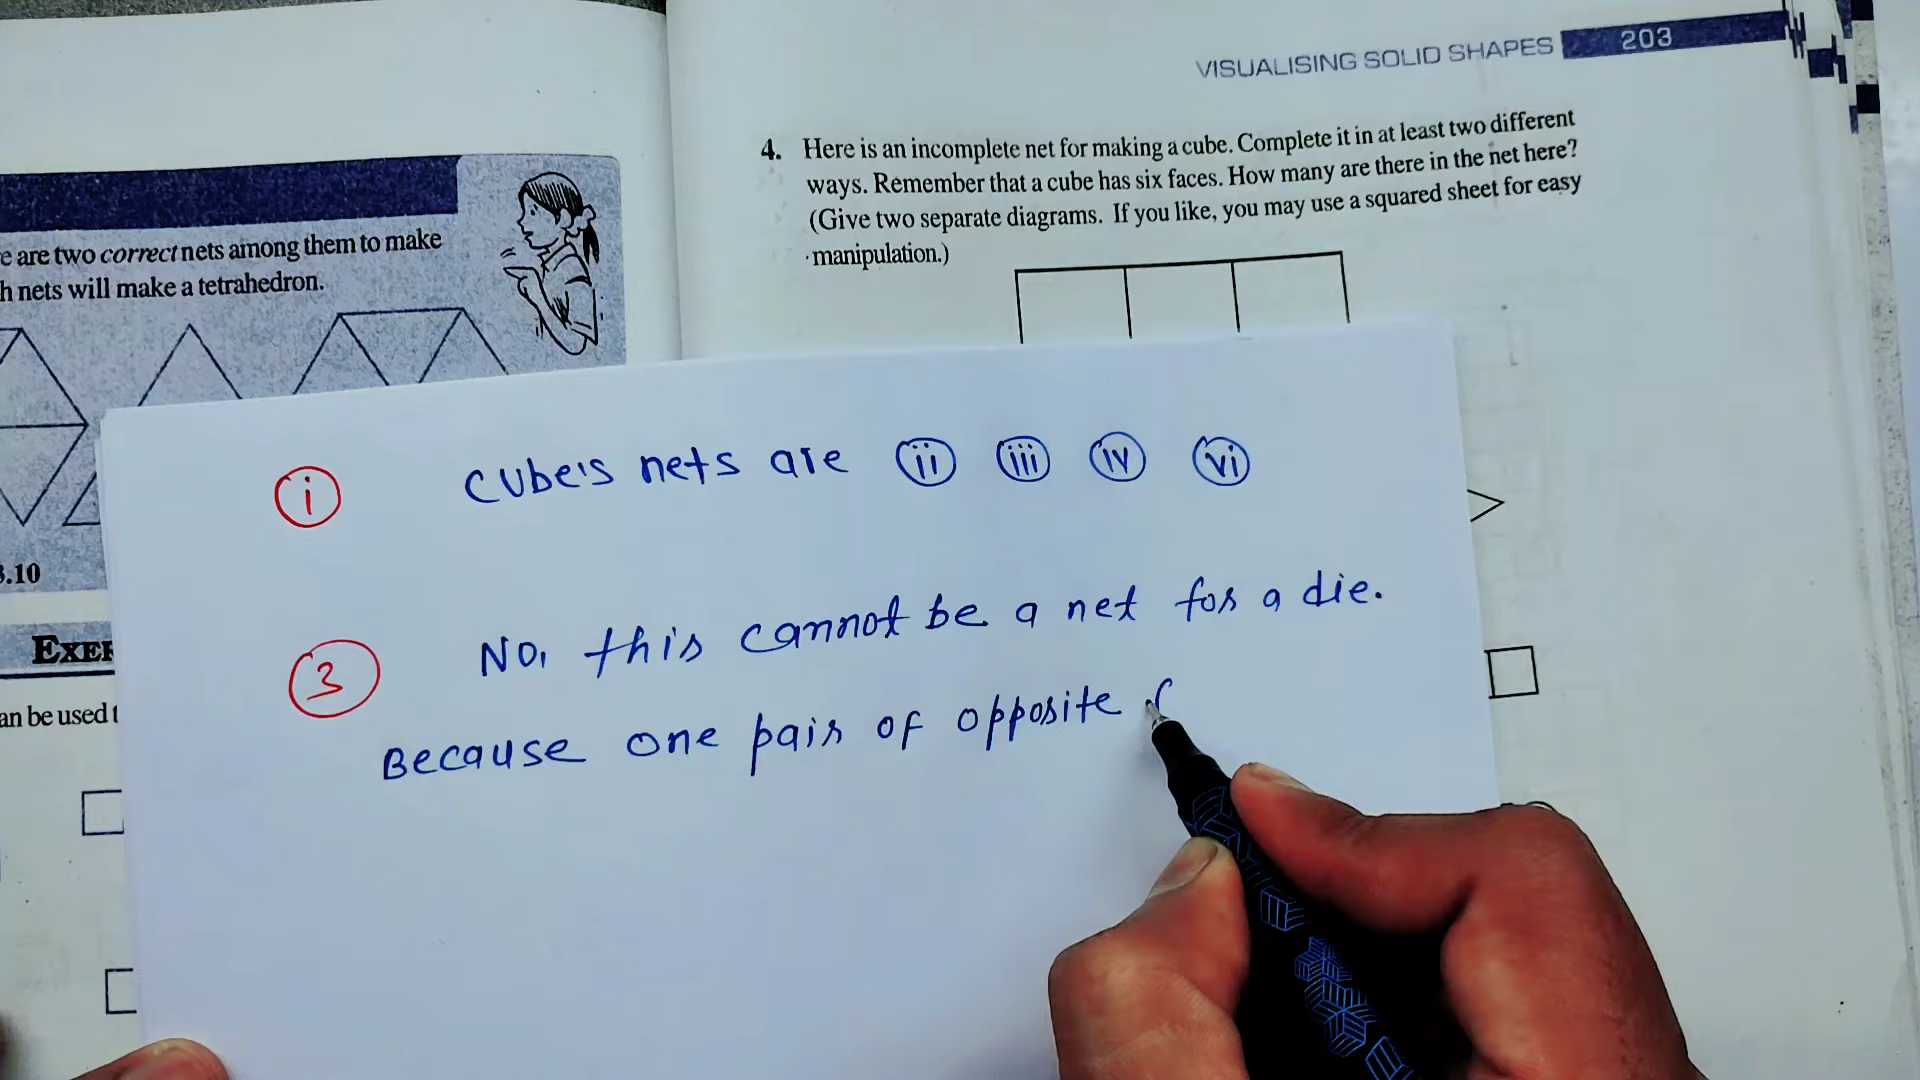 VISUALISING SOLID SHAPES 203
4. Here is an incomplete net for making a cube. Complete it in at least two different
ways. Remember that a cube has six faces. How many are there in the net here?
(Give two separate diagrams. If you like, you may use a squared sheet for easy
manipulation.)
e are two correct nets among them to make
h nets will make a tetrahedron.
3.10
EXER
an be used t
i cube's nets are ii iii iv vi
3 No, this cannot be a net for a die.
Because one pair of opposite